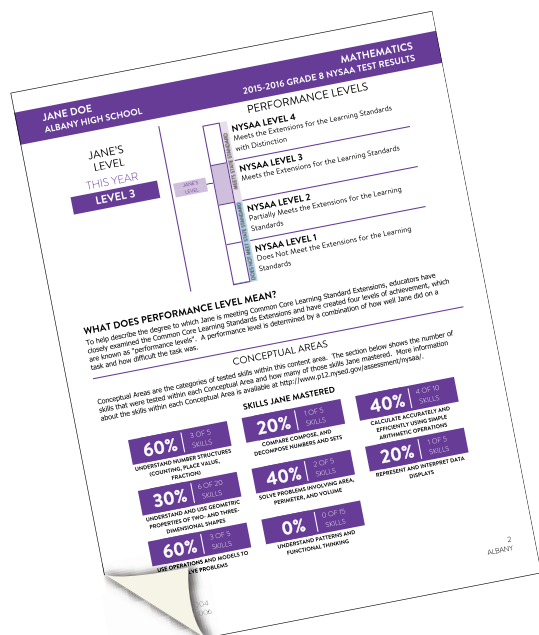 JANE DOE
ALBANY HIGH SCHOOL
MATHEMATICS
2015-2016 GRADE 8 NYSAA TEST RESULTS
JANE'S
LEVEL
THIS YEAR
LEVEL 3
PERFORMANCE LEVELS
JANE'S
LEVEL
MEETS STATE STANDARD
DOES NOT MEET STATE STANDARD
NYSAA LEVEL 4
Meets the Extensions for the Learning Standards
with Distinction
NYSAA LEVEL 3
Meets the Extensions for the Learning Standards
NYSAA LEVEL 2
Partially Meets the Extensions for the Learning
Standards
NYSAA LEVEL 1
Does Not Meet the Extensions for the Learning
Standards
WHAT DOES PERFORMANCE LEVEL MEAN?
To help describe the degree to which Jane is meeting Common Core Learning Standard Extensions, educators have
closely examined the Common Core Learning Standards Extensions and have created four levels of achievement, which
are known as "performance levels". A performance level is determined by a combination of how well Jane did on a
task and how difficult the task was.
CONCEPTUAL AREAS
Conceptual Areas are the categories of tested skills within this content area. The section below shows the number of
skills that were tested within each Conceptual Area and how many of those skills Jane mastered. More information
about the skills within each Conceptual Area is available at http://www.p12.nysed.gov/assessment/nysaa/.
SKILLS JANE MASTERED
60%
3 OF 5
SKILLS
UNDERSTAND NUMBER STRUCTURES
(COUNTING, PLACE VALUE,
FRACTION)
20%
1 OF 5
SKILLS
COMPARE COMPOSE, AND
DECOMPOSE NUMBERS AND SETS
40%
4 OF 10
SKILLS
CALCULATE ACCURATELY AND
EFFICIENTLY USING SIMPLE
ARITHMETIC OPERATIONS
30%
6 OF 20
SKILLS
UNDERSTAND AND USE GEOMETRIC
PROPERTIES OF TWO- AND THREE-
DIMENSIONAL SHAPES
40%
2 OF 5
SKILLS
SOLVE PROBLEMS INVOLVING AREA,
PERIMETER, AND VOLUME
20%
1 OF 5
SKILLS
REPRESENT AND INTERPRET DATA
DISPLAYS
60%
3 OF 5
SKILLS
USE OPERATIONS AND MODELS TO
PROBLEMS
0%
0 OF 15
SKILLS
UNDERSTAND PATTERNS AND
FUNCTIONAL THINKING
2
ALBANY